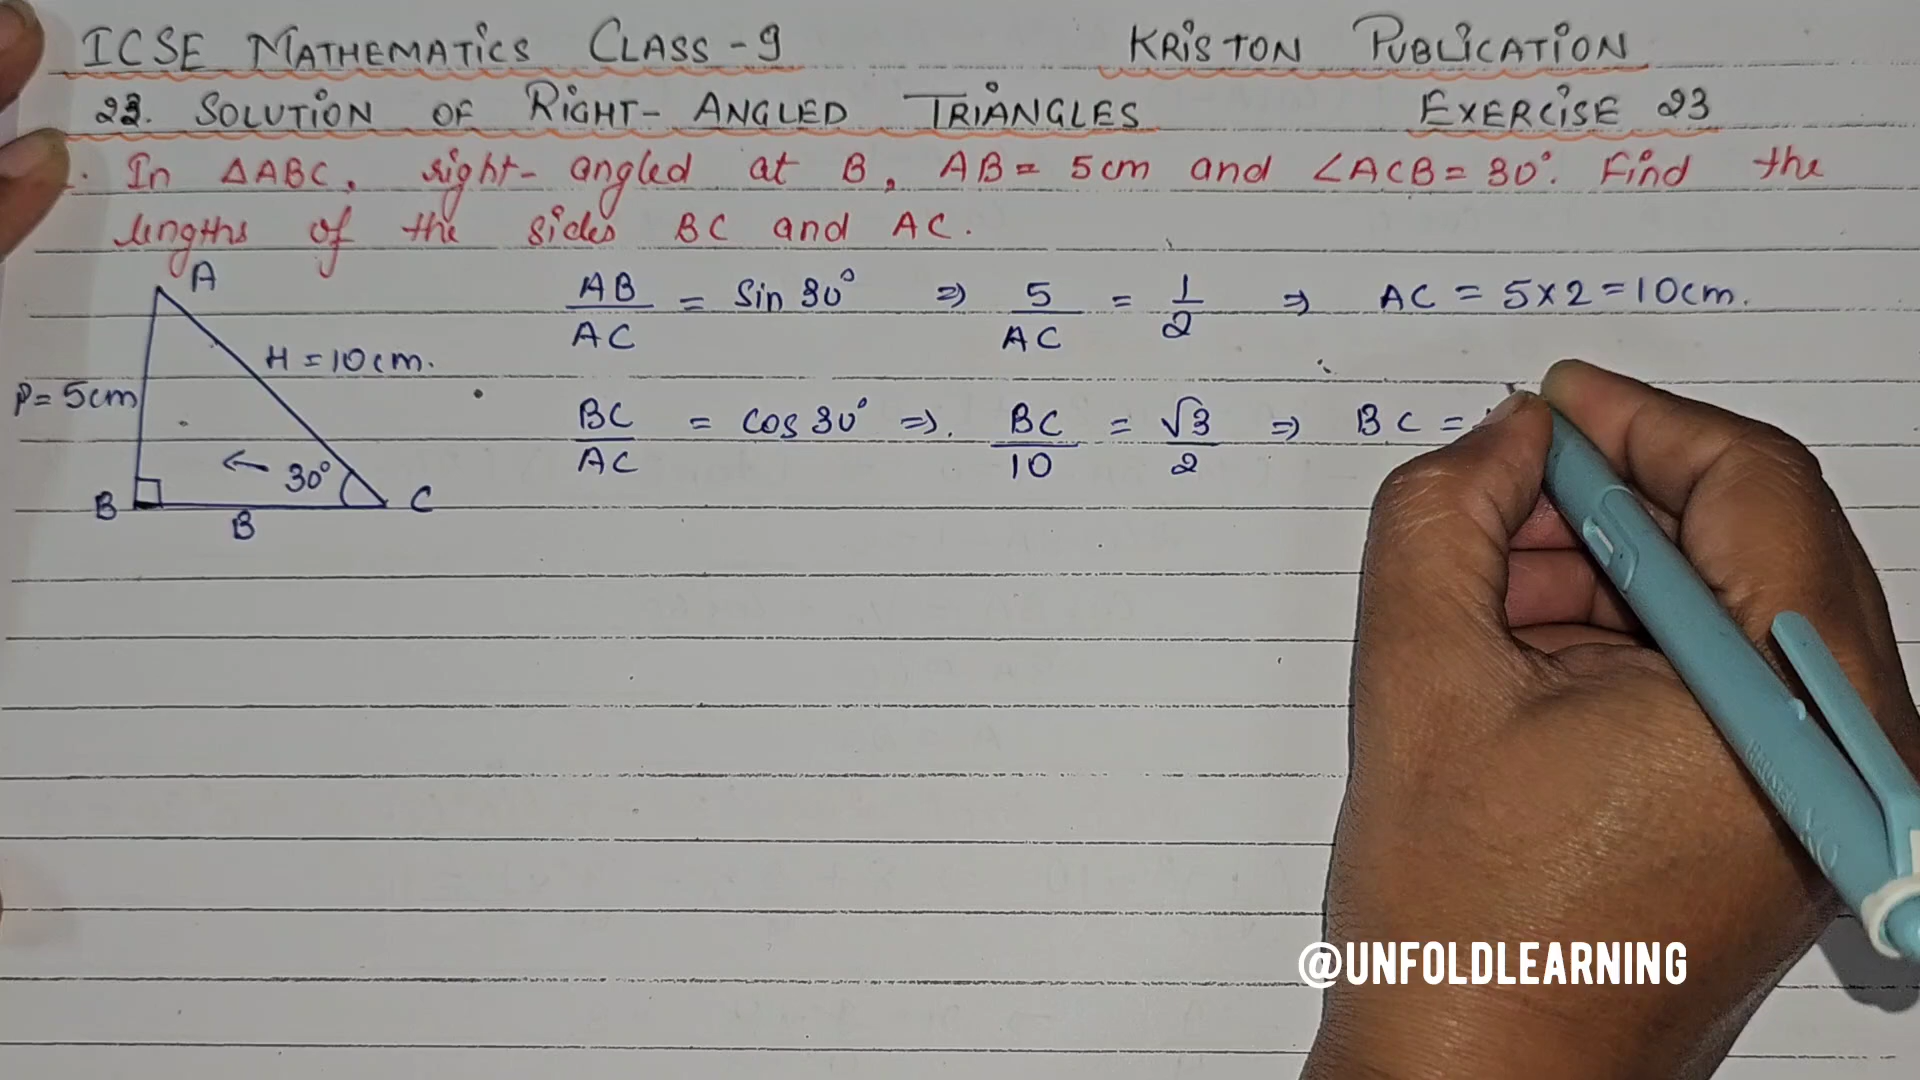 ICSE MATHEMATICS CLASS-9 KRISTON PUBLICATION
23. SOLUTION OF RIGHT-ANGLED TRIANGLES EXERCISE 23
In ΔABC, right-angled at B, AB = 5cm and ∠ACB = 30°. Find the
lengths of the sides BC and AC.
A
H = 10cm.
P = 5cm
30°
B
C
B
AB/AC = Sin 30° ⇒ 5/AC = 1/2 ⇒ AC = 5×2 = 10cm.
BC/AC = Cos 30° ⇒ BC/10 = √3/2 ⇒ BC =
@UNFOLDLEARNING